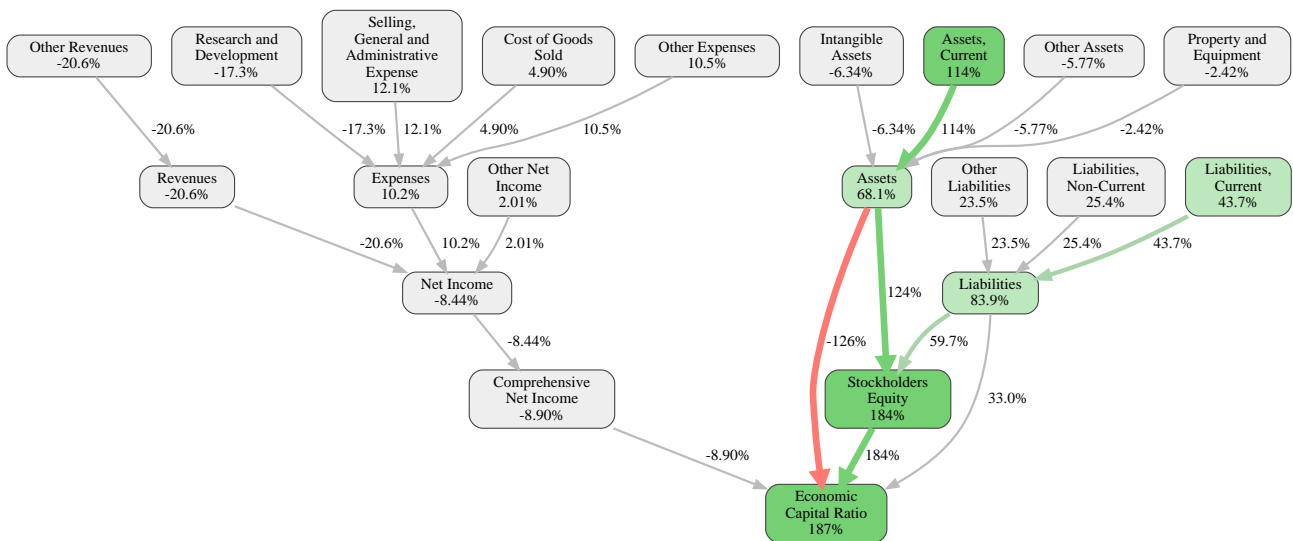 Other Revenues
-20.6%
Research and
Development
-17.3%
Selling,
General and
Administrative
Expense
12.1%
Cost of Goods
Sold
4.90%
Other Expenses
10.5%
Intangible
Assets
-6.34%
Assets,
Current
114%
Other Assets
-5.77%
Property and
Equipment
-2.42%
-20.6%
-17.3%
12.1%
4.90%
10.5%
-6.34%
114%
-5.77%
-2.42%
Revenues
-20.6%
Expenses
10.2%
Other Net
Income
2.01%
Assets
68.1%
Other
Liabilities
23.5%
Liabilities,
Non-Current
25.4%
Liabilities,
Current
43.7%
-20.6%
10.2%
2.01%
23.5%
25.4%
43.7%
Net Income
-8.44%
Liabilities
83.9%
124%
-8.44%
-126%
59.7%
Comprehensive
Net Income
-8.90%
Stockholders
Equity
184%
33.0%
-8.90%
184%
Economic
Capital Ratio
187%